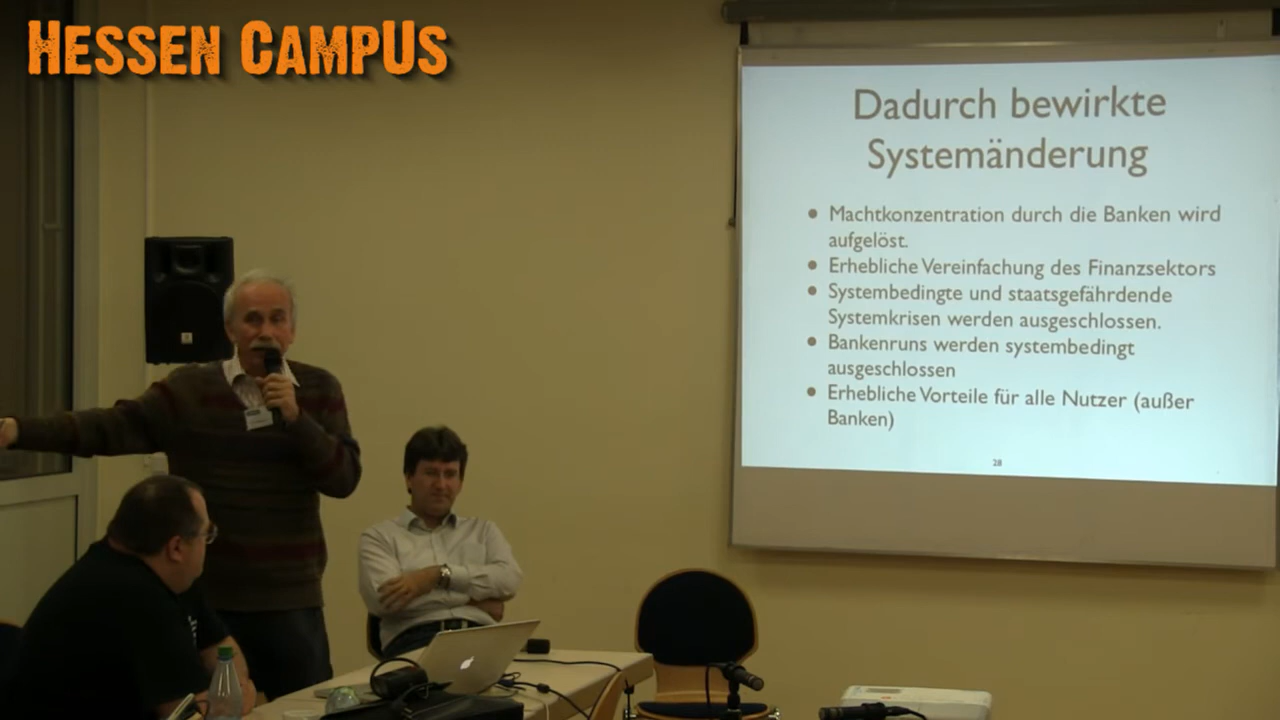 HESSEN CAMPUS
Dadurch bewirkte
Systemänderung
• Machtkonzentration durch die Banken wird
aufgelöst.
• Erhebliche Vereinfachung des Finanzsektors
• Systembedingte und staatsgefährdende
Systemkrisen werden ausgeschlossen.
• Bankenruns werden systembedingt
ausgeschlossen
• Erhebliche Vorteile für alle Nutzer (außer
Banken)
28